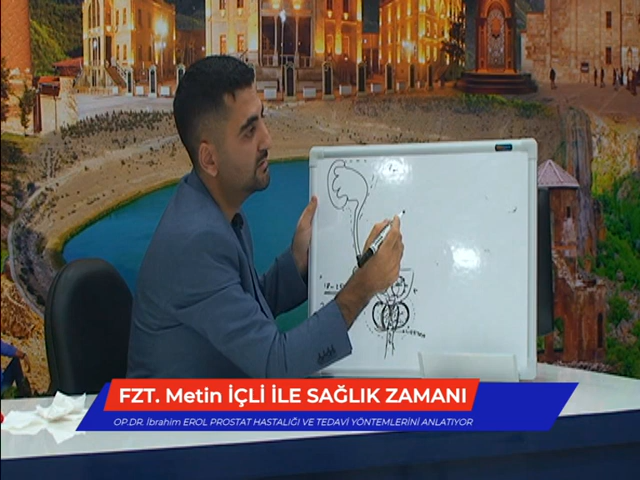 FZT. Metin İÇLİ İLE SAĞLIK ZAMANI
OP.DR. İbrahim EROL PROSTAT HASTALIĞI VE TEDAVİ YÖNTEMLERİNİ ANLATIYOR